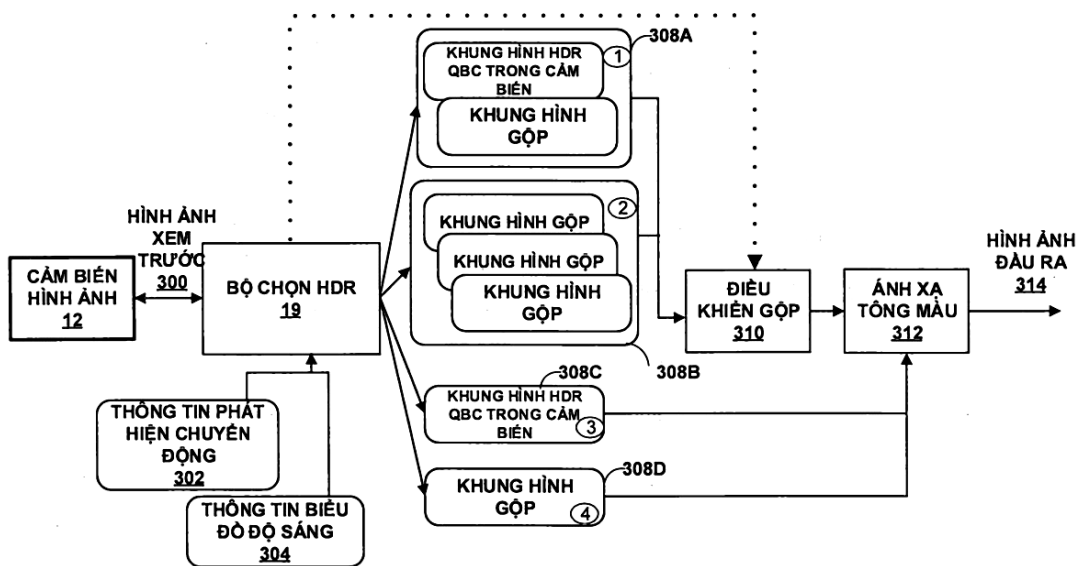 308A
KHUNG HÌNH HDR
QBC TRONG CẢM
BIẾN
1
KHUNG HÌNH
GỘP
2
KHUNG HÌNH GỘP
KHUNG HÌNH GỘP
KHUNG HÌNH
GỘP
308B
HÌNH ẢNH
XEM
TRƯỚC
300
CẢM BIẾN
HÌNH ẢNH
12
BỘ CHỌN HDR
19
ĐIỀU
KHIỂN GỘP
310
ÁNH XẠ
TÔNG MÀU
312
HÌNH ẢNH
ĐẦU RA
314
308C
KHUNG HÌNH HDR
QBC TRONG CẢM
BIẾN
3
THÔNG TIN PHÁT
HIỆN CHUYỂN
ĐỘNG
302
308D
KHUNG HÌNH
GỘP
4
THÔNG TIN BIỂU
ĐỒ ĐỘ SÁNG
304